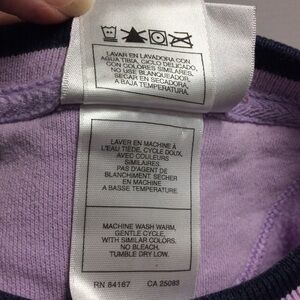 LAVAR EN LAVADORA CON
AGUA TIBIA, CICLO DELICADO,
CON COLORES SIMILARES.
NO USE BLANQUEADOR.
SECAR EN SECADORA,
A BAJA TEMPERATURA.
LAVER EN MACHINE À
L'EAU TIEDE, CYCLE DOUX,
AVEC COULEURS
SIMILAIRES.
PAS D'AGENT DE
BLANCHIMENT SECHER
EN MACHINE
A BASSE TEMPERATURE
MACHINE WASH WARM,
GENTLE CYCLE,
WITH SIMILAR COLORS,
NO BLEACH,
TUMBLE DRY LOW.
RN 84167 CA 25083